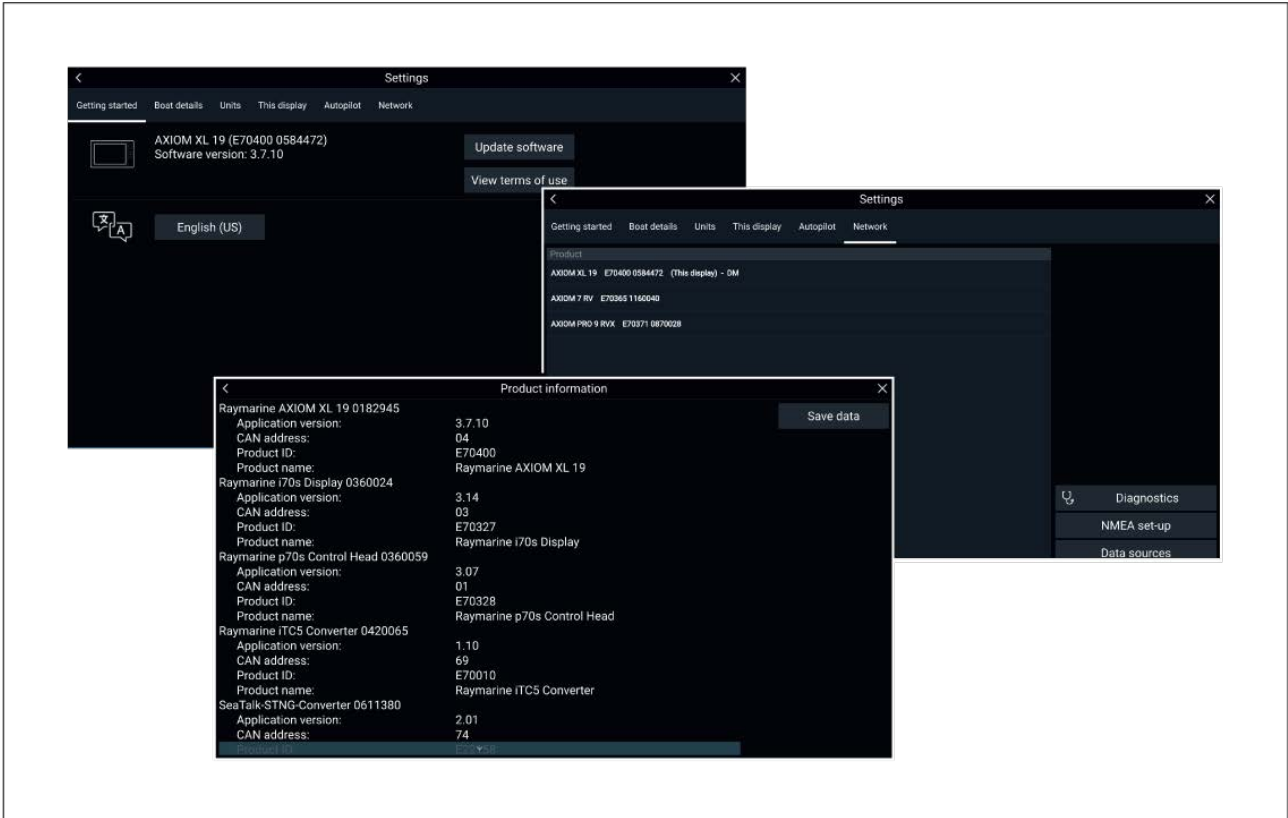 Settings
Getting started Boat details Units This display Autopilot Network
AXIOM XL 19 (E70400 0584472)
Software version: 3.7.10
Update software
View terms of use
English (US)
Settings
Getting started Boat details Units This display Autopilot Network
Product
AXIOM XL 19 E70400 0584472 (This display) - DM
AXIOM 7 RV E70365 1160040
AXIOM PRO 9 RVX E70371 0870028
Diagnostics
NMEA set-up
Data sources
Product information
Save data
Raymarine AXIOM XL 19 0182945
Application version: 3.7.10
CAN address: 04
Product ID: E70400
Product name: Raymarine AXIOM XL 19
Raymarine i70s Display 0360024
Application version: 3.14
CAN address: 03
Product ID: E70327
Product name: Raymarine i70s Display
Raymarine p70s Control Head 0360059
Application version: 3.07
CAN address: 01
Product ID: E70328
Product name: Raymarine p70s Control Head
Raymarine iTC5 Converter 0420065
Application version: 1.10
CAN address: 69
Product ID: E70010
Product name: Raymarine iTC5 Converter
SeaTalk-STNG-Converter 0611380
Application version: 2.01
CAN address: 74
Product ID: